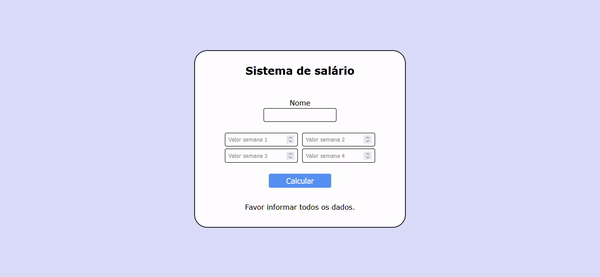 Sistema de salário
Nome
Valor semana 1 Valor semana 2
Valor semana 3 Valor semana 4
Calcular
Favor informar todos os dados.